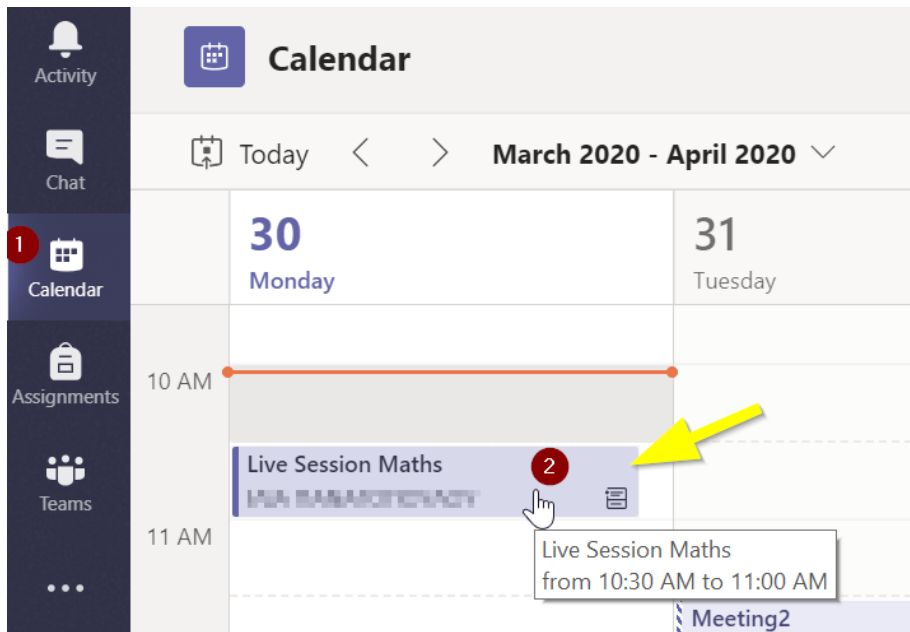 Activity
Chat
1
Calendar
Assignments
Teams
Calendar
Today
March 2020 - April 2020
30
Monday
31
Tuesday
10 AM
Live Session Maths
2
11 AM
Live Session Maths
from 10:30 AM to 11:00 AM
Meeting2